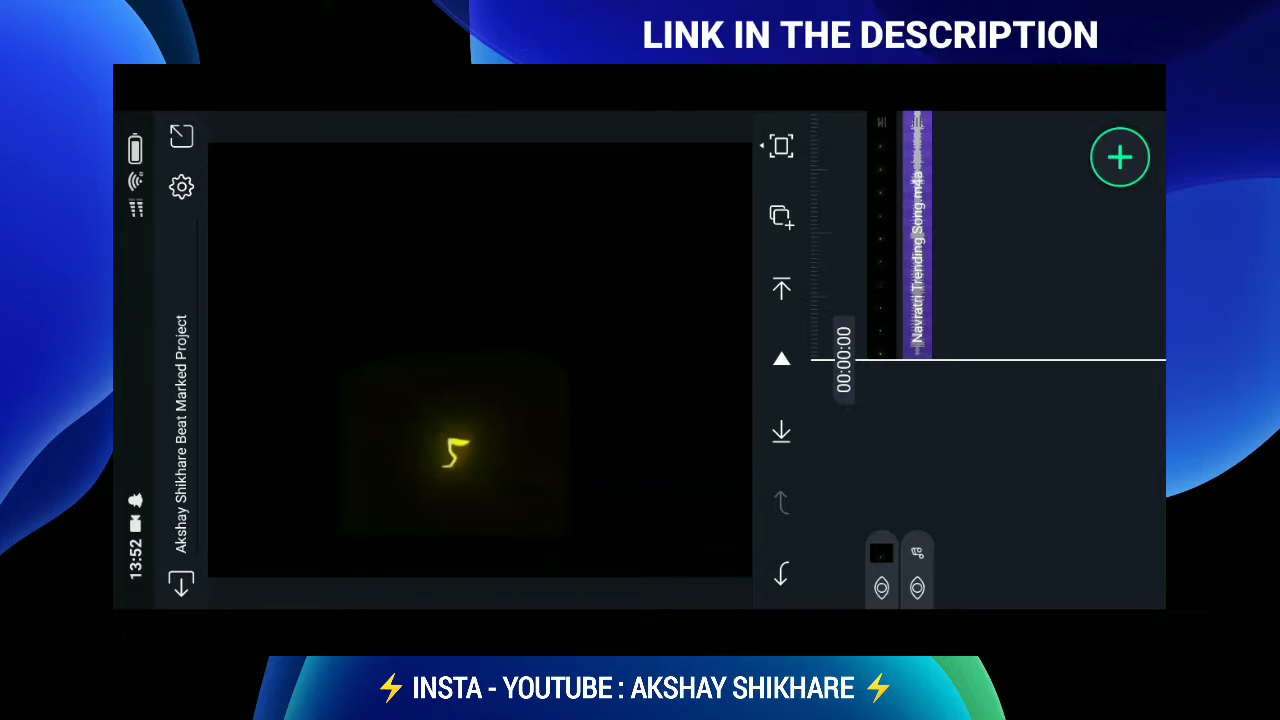 LINK IN THE DESCRIPTION
13:52
Akshay Shikhare Beat Marked Project
00:00:00
Navratri Trending Song.m4a
⚡ INSTA - YOUTUBE : AKSHAY SHIKHARE ⚡